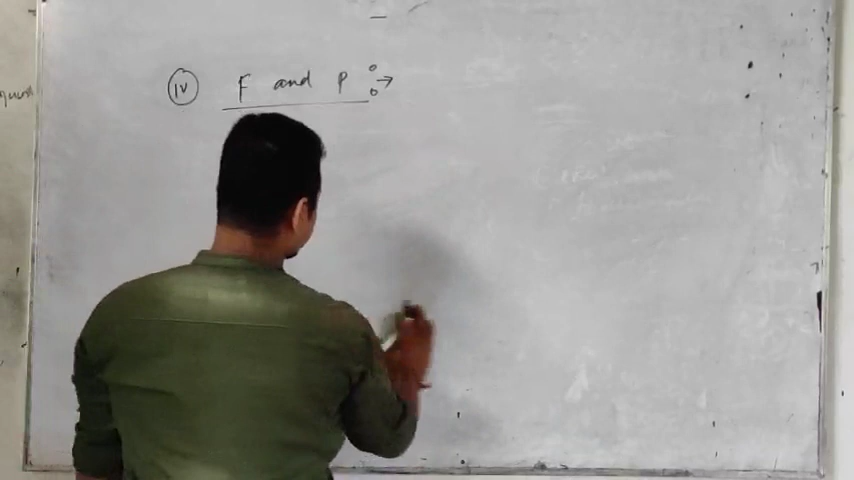 (iv) F and P :→